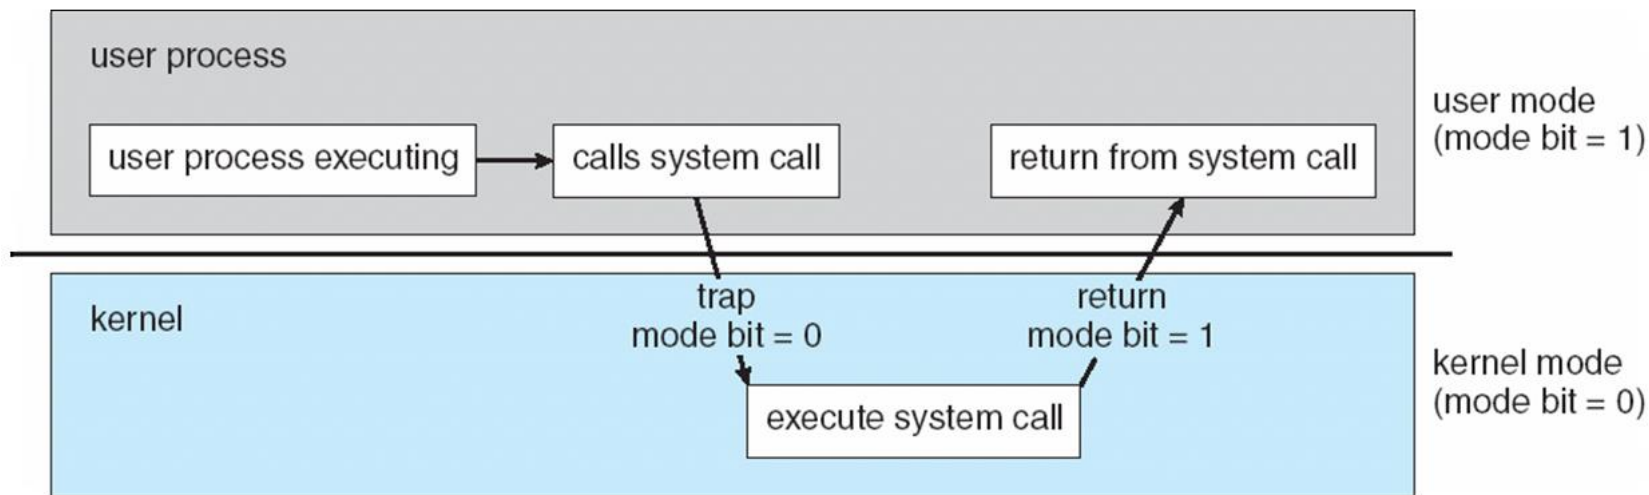 user process
user process executing
calls system call
return from system call
user mode
(mode bit = 1)
kernel
trap
mode bit = 0
return
mode bit = 1
execute system call
kernel mode
(mode bit = 0)